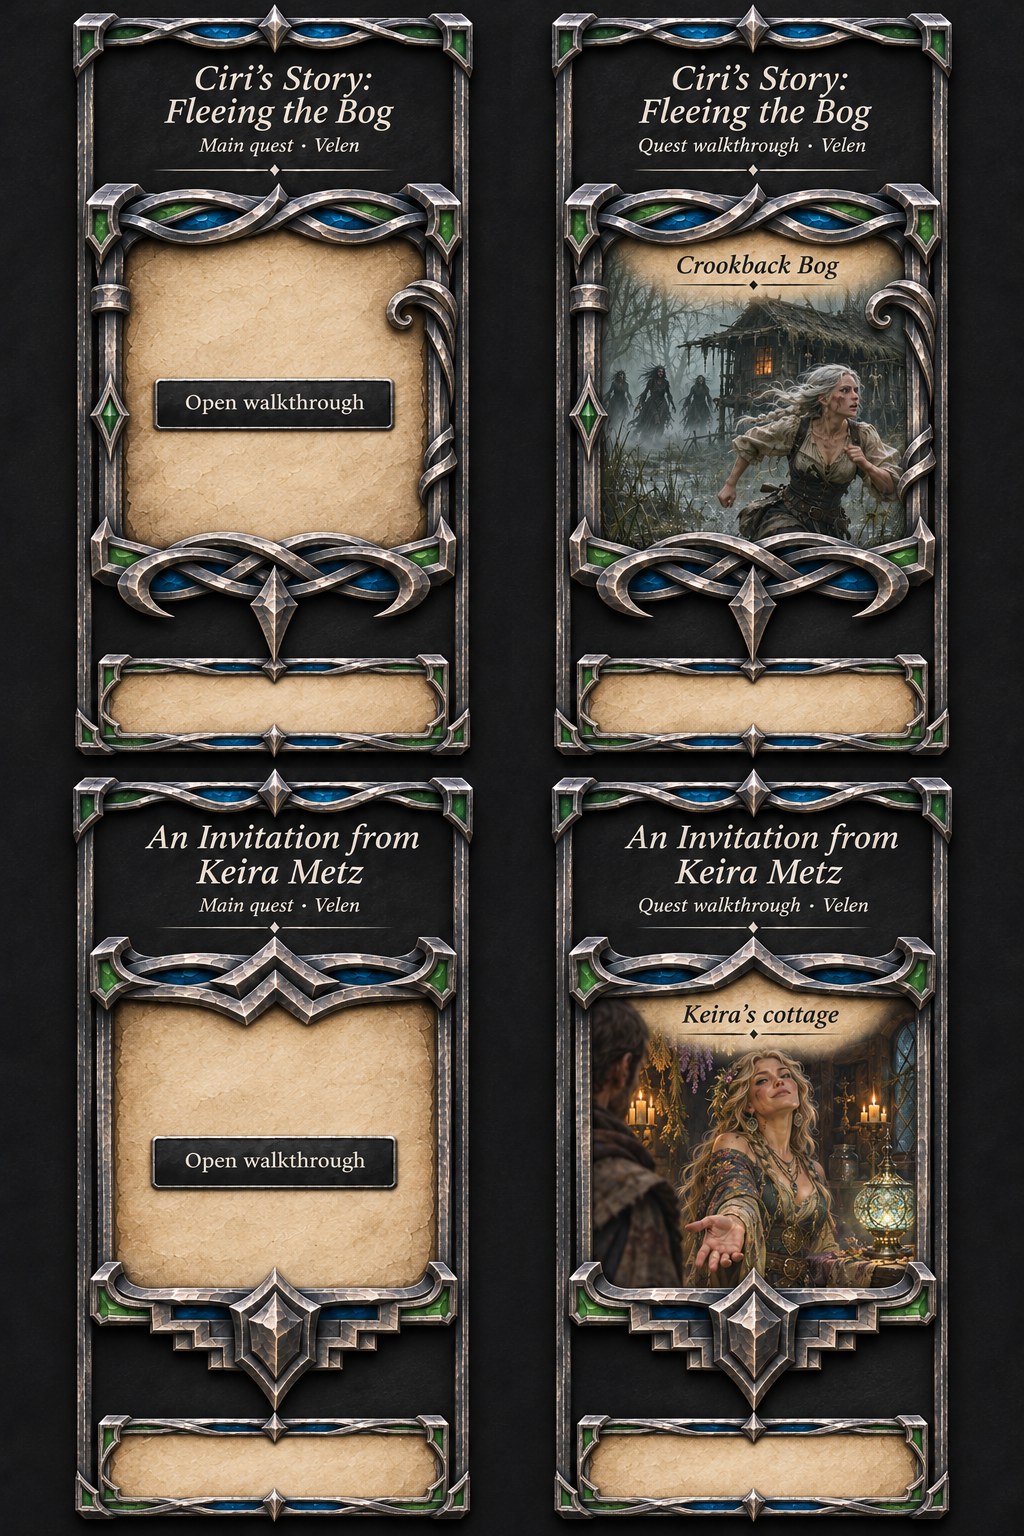 Ciri's Story:
Fleeing the Bog
Main quest · Velen
Open walkthrough
Ciri's Story:
Fleeing the Bog
Quest walkthrough · Velen
Crookback Bog
An Invitation from
Keira Metz
Main quest · Velen
Open walkthrough
An Invitation from
Keira Metz
Quest walkthrough · Velen
Keira's cottage